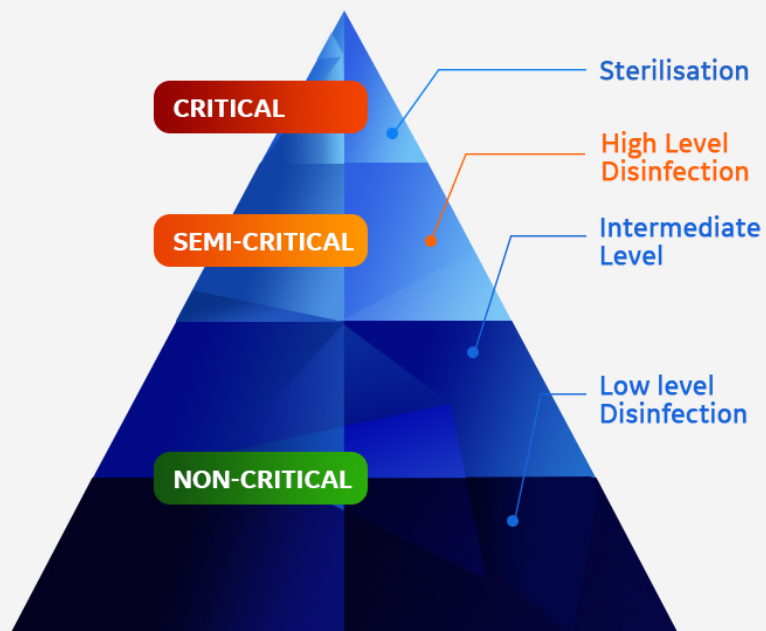 CRITICAL
Sterilisation
High Level
Disinfection
SEMI-CRITICAL
Intermediate
Level
Low level
Disinfection
NON-CRITICAL